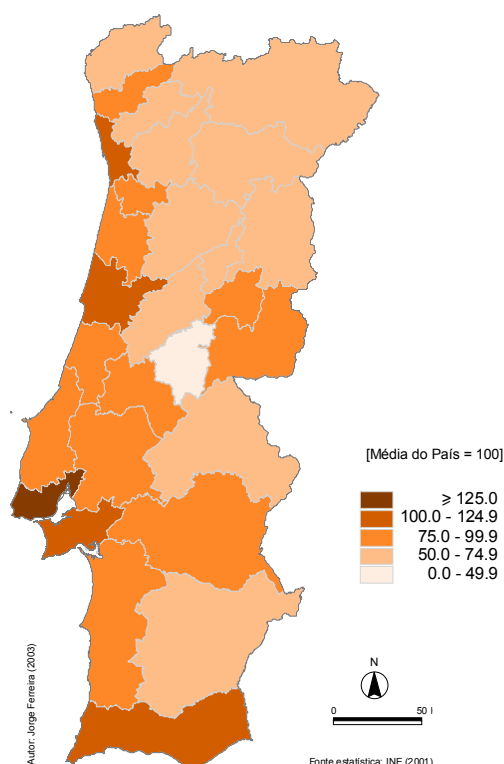 [Média do País = 100]
≥ 125.0
100.0 - 124.9
75.0 - 99.9
50.0 - 74.9
0.0 - 49.9
N
0 50
Autor: Jorge Ferreira (2003)
Fonte estatística: INE (2001)